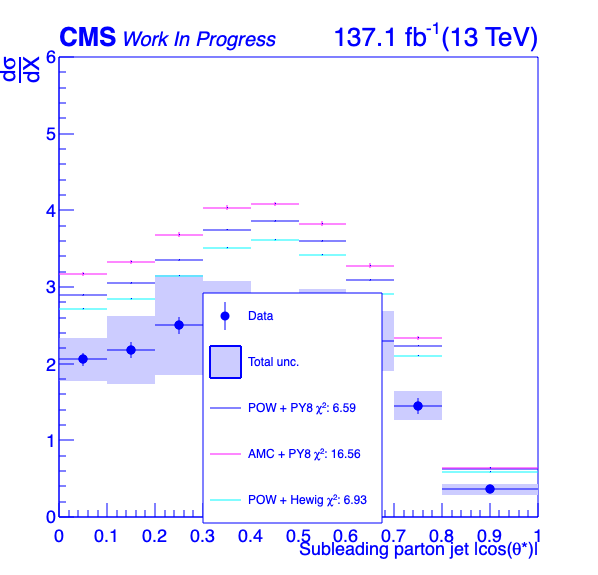 CMS Work In Progress 137.1 fb⁻¹(13 TeV)
dσ
dX
6
5
4
3
2
1
0
Data
Total unc.
POW + PY8 χ²: 6.59
AMC + PY8 χ²: 16.56
POW + Hewig χ²: 6.93
0 0.1 0.2 0.3 0.4 0.5 0.6 0.7 0.8 0.9 1
Subleading parton jet |cos(θ*)|